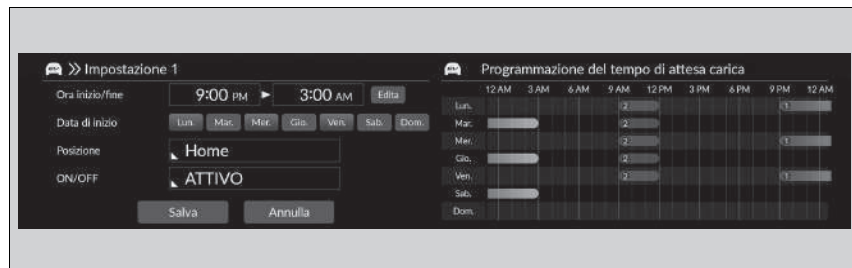 Impostazione 1
Ora inizio/fine 9:00 PM 3:00 AM Edita
Data di inizio Lun. Mar. Mer. Gio. Ven. Sab. Dom.
Posizione Home
ON/OFF ATTIVO
Salva Annulla
Programmazione del tempo di attesa carica
12 AM 3 AM 6 AM 9 AM 12 PM 3 PM 6 PM 9 PM 12 AM
Lun. 2 1
Mar. 2
Mer. 2 1
Gio. 2
Ven. 2 1
Sab.
Dom.